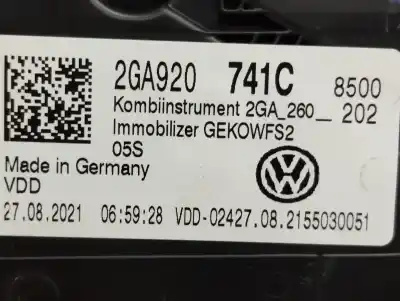 2GA920 741C 8500
Kombiinstrument 2GA_260__ 202
Immobilizer GEKOWFS2
05S
Made in Germany
VDD
27.08.2021 06:59:28 VDD-02427.08.2155030051